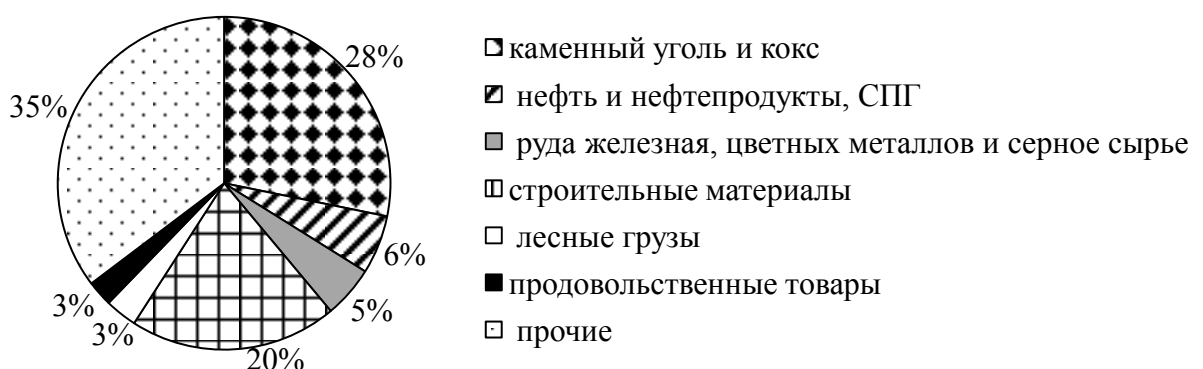 28%
35%
6%
5%
20%
3%
3%
каменный уголь и кокс
нефть и нефтепродукты, СПГ
руда железная, цветных металлов и серное сырье
строительные материалы
лесные грузы
продовольственные товары
прочие